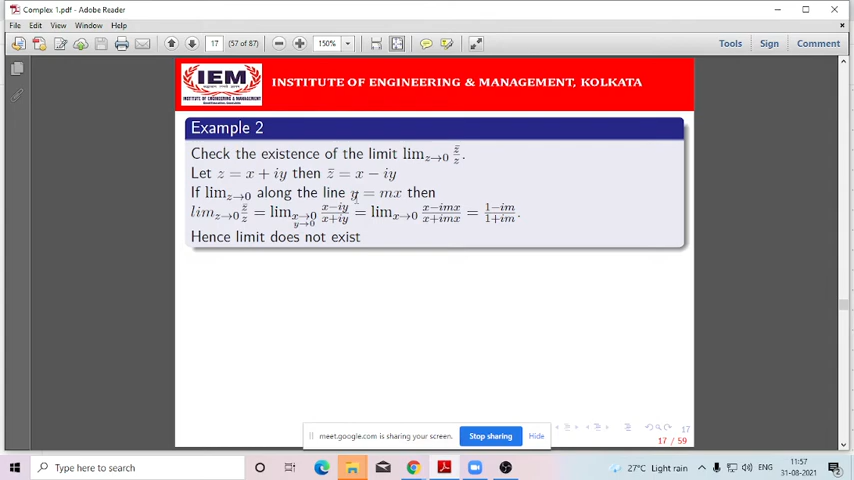 Complex 1.pdf - Adobe Reader
File Edit View Window Help
17 (57 of 87) 150% Tools Sign Comment
IEM INSTITUTE OF ENGINEERING & MANAGEMENT, KOLKATA
Example 2
Check the existence of the limit lim_{z→0} z̄/z.
Let z = x + iy then z̄ = x − iy
If lim_{z→0} along the line y = mx then
lim_{z→0} z̄/z = lim_{x→0, y→0} (x−iy)/(x+iy) = lim_{x→0} (x−imx)/(x+imx) = (1−im)/(1+im).
Hence limit does not exist
meet.google.com is sharing your screen. Stop sharing Hide
17
17 / 59
Type here to search
27°C Light rain ENG 11:57
31-08-2021 2